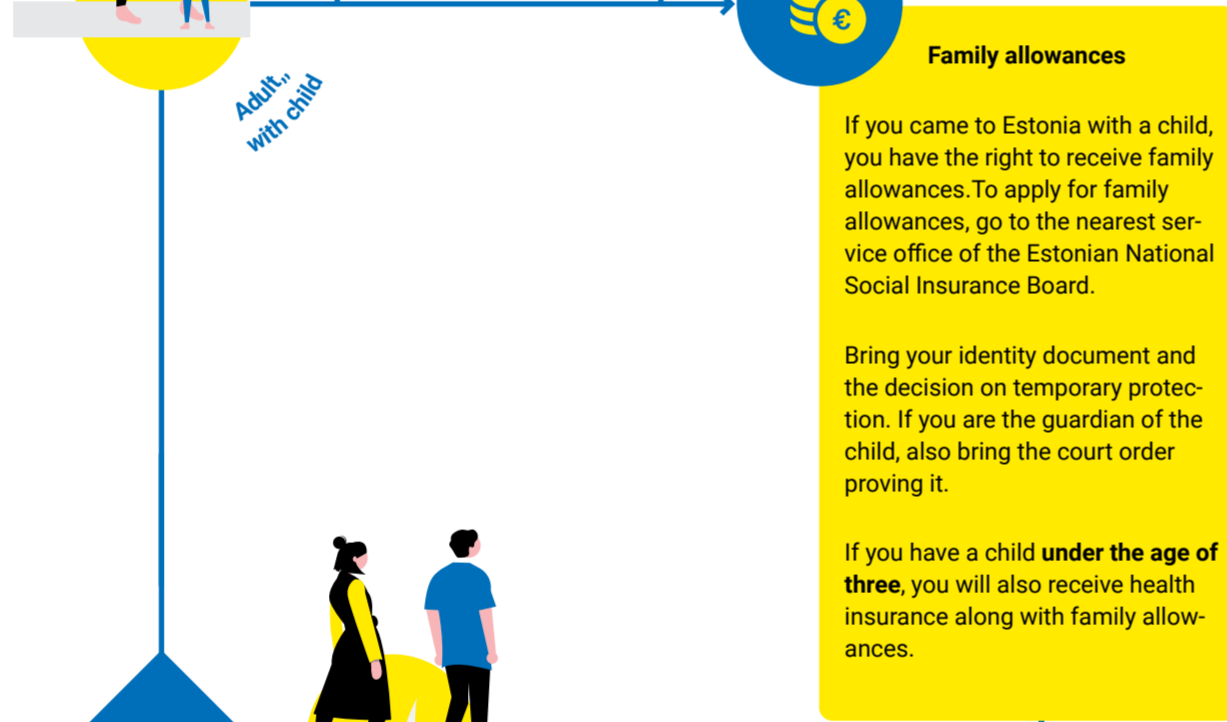 Adult,,
with child
€
Family allowances
If you came to Estonia with a child,
you have the right to receive family
allowances.To apply for family
allowances, go to the nearest ser-
vice office of the Estonian National
Social Insurance Board.
Bring your identity document and
the decision on temporary protec-
tion. If you are the guardian of the
child, also bring the court order
proving it.
If you have a child under the age of
three, you will also receive health
insurance along with family allow-
ances.